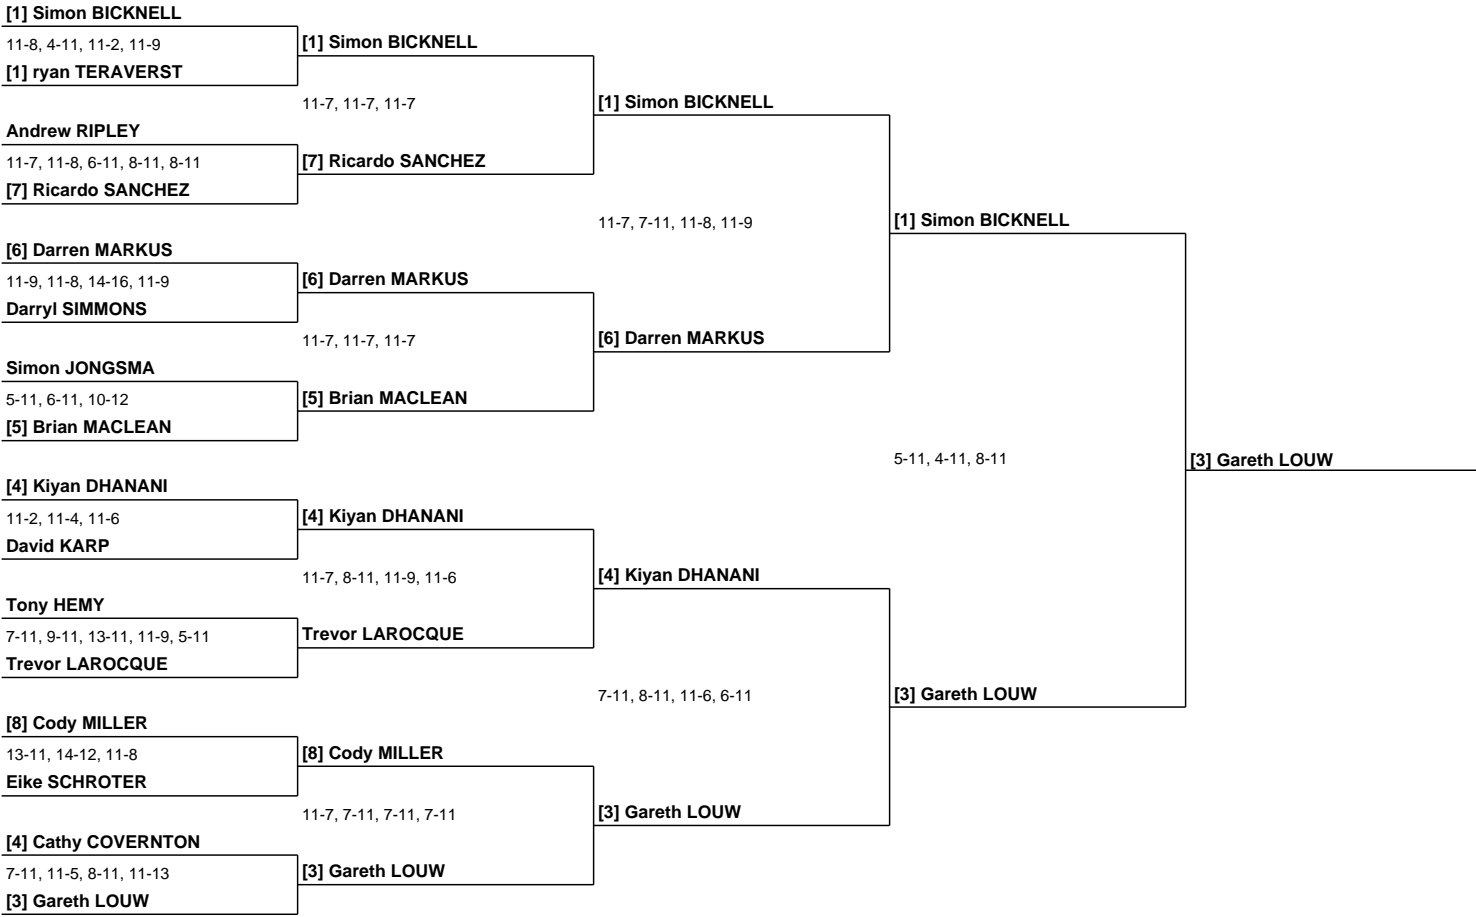 [1] Simon BICKNELL
11-8, 4-11, 11-2, 11-9
[1] ryan TERAVERST
Andrew RIPLEY
11-7, 11-8, 6-11, 8-11, 8-11
[7] Ricardo SANCHEZ
[6] Darren MARKUS
11-9, 11-8, 14-16, 11-9
Darryl SIMMONS
Simon JONGSMA
5-11, 6-11, 10-12
[5] Brian MACLEAN
[4] Kiyan DHANANI
11-2, 11-4, 11-6
David KARP
Tony HEMY
7-11, 9-11, 13-11, 11-9, 5-11
Trevor LAROCQUE
[8] Cody MILLER
13-11, 14-12, 11-8
Eike SCHROTER
[4] Cathy COVERNTON
7-11, 11-5, 8-11, 11-13
[3] Gareth LOUW
[1] Simon BICKNELL
11-7, 11-7, 11-7
[7] Ricardo SANCHEZ
[6] Darren MARKUS
11-7, 11-7, 11-7
[5] Brian MACLEAN
[4] Kiyan DHANANI
11-7, 8-11, 11-9, 11-6
Trevor LAROCQUE
[8] Cody MILLER
11-7, 7-11, 7-11, 7-11
[3] Gareth LOUW
[1] Simon BICKNELL
11-7, 7-11, 11-8, 11-9
[6] Darren MARKUS
[4] Kiyan DHANANI
7-11, 8-11, 11-6, 6-11
[3] Gareth LOUW
[1] Simon BICKNELL
5-11, 4-11, 8-11
[3] Gareth LOUW
[3] Gareth LOUW